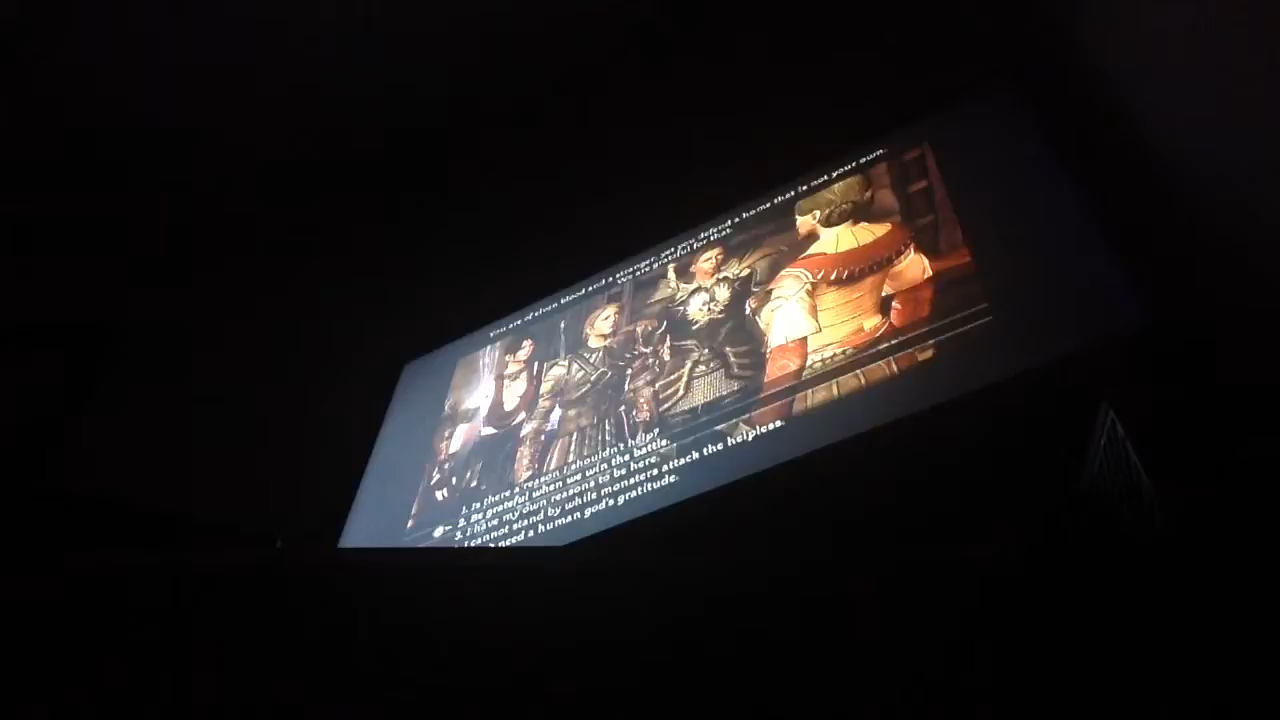 You are of elven blood and a stranger, yet you defend a home that is not your own.
We are grateful for that.
1. Is there a reason I shouldn't help?
2. Be grateful when we win the battle.
3. I have my own reasons to be here.
I cannot stand by while monsters attack the helpless.
need a human god's gratitude.